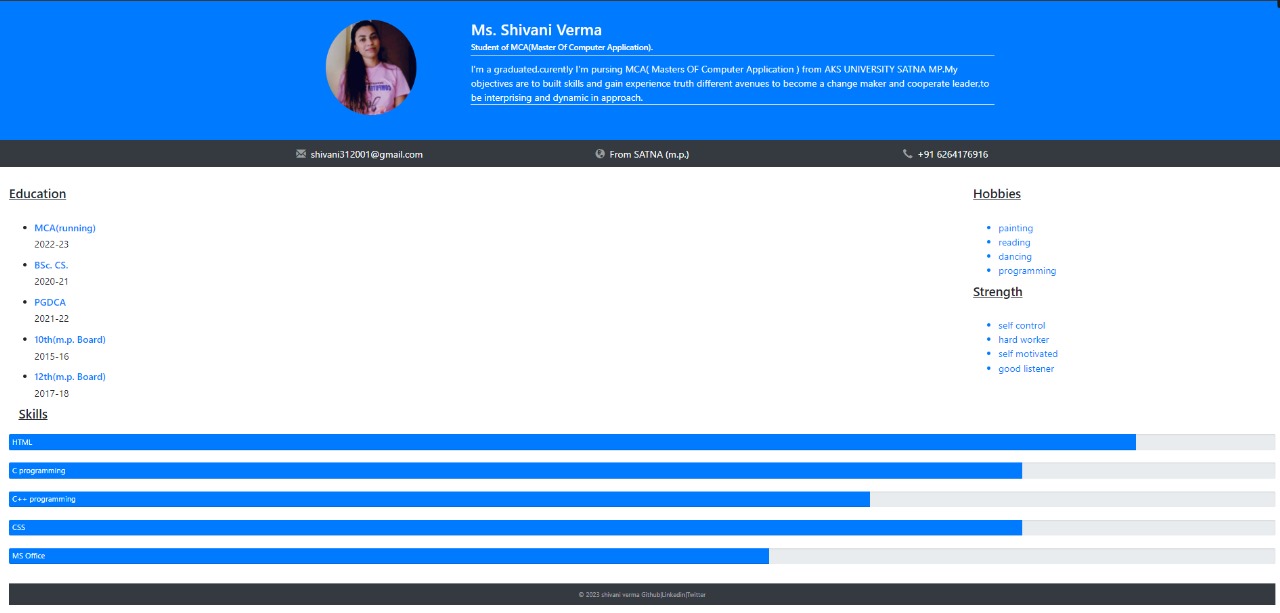 Ms. Shivani Verma
Student of MCA(Master Of Computer Application).
I'm a graduated.curently I'm pursing MCA( Masters OF Computer Application ) from AKS UNIVERSITY SATNA MP.My
objectives are to built skills and gain experience truth different avenues to become a change maker and cooperate leader,to
be interprising and dynamic in approach.
shivani312001@gmail.com
From SATNA (m.p.)
+91 6264176916
Education
MCA(running)
2022-23
BSc. CS.
2020-21
PGDCA
2021-22
10th(m.p. Board)
2015-16
12th(m.p. Board)
2017-18
Hobbies
painting
reading
dancing
programming
Strength
self control
hard worker
self motivated
good listener
Skills
HTML
C programming
C++ programming
CSS
MS Office
© 2023 shivani verma Github|Linkedin|Twitter